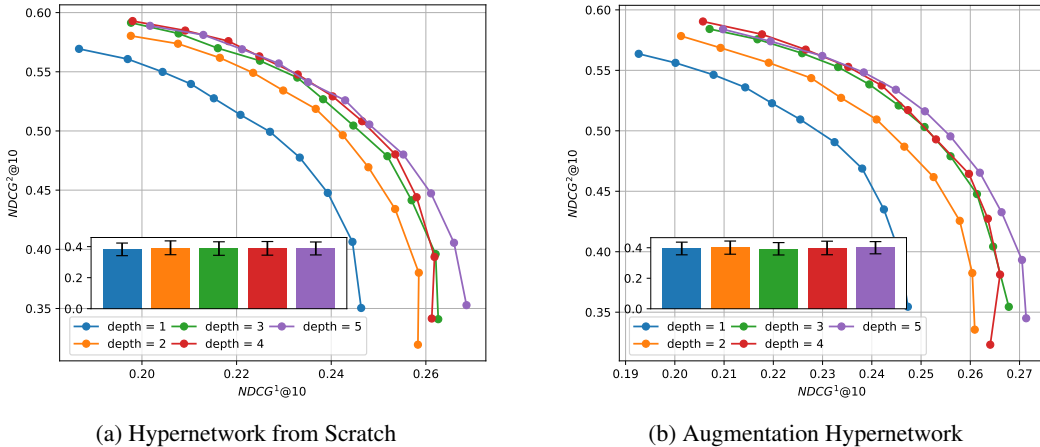 0.60
0.55
0.50
0.45
0.40
0.35
NDCG²@10
0.4
0.2
0.0
depth = 1
depth = 2
depth = 3
depth = 4
depth = 5
0.20
0.22
0.24
0.26
NDCG¹@10
(a) Hypernetwork from Scratch
0.60
0.55
0.50
0.45
0.40
0.35
NDCG²@10
0.4
0.2
0.0
depth = 1
depth = 2
depth = 3
depth = 4
depth = 5
0.19
0.20
0.21
0.22
0.23
0.24
0.25
0.26
0.27
NDCG¹@10
(b) Augmentation Hypernetwork